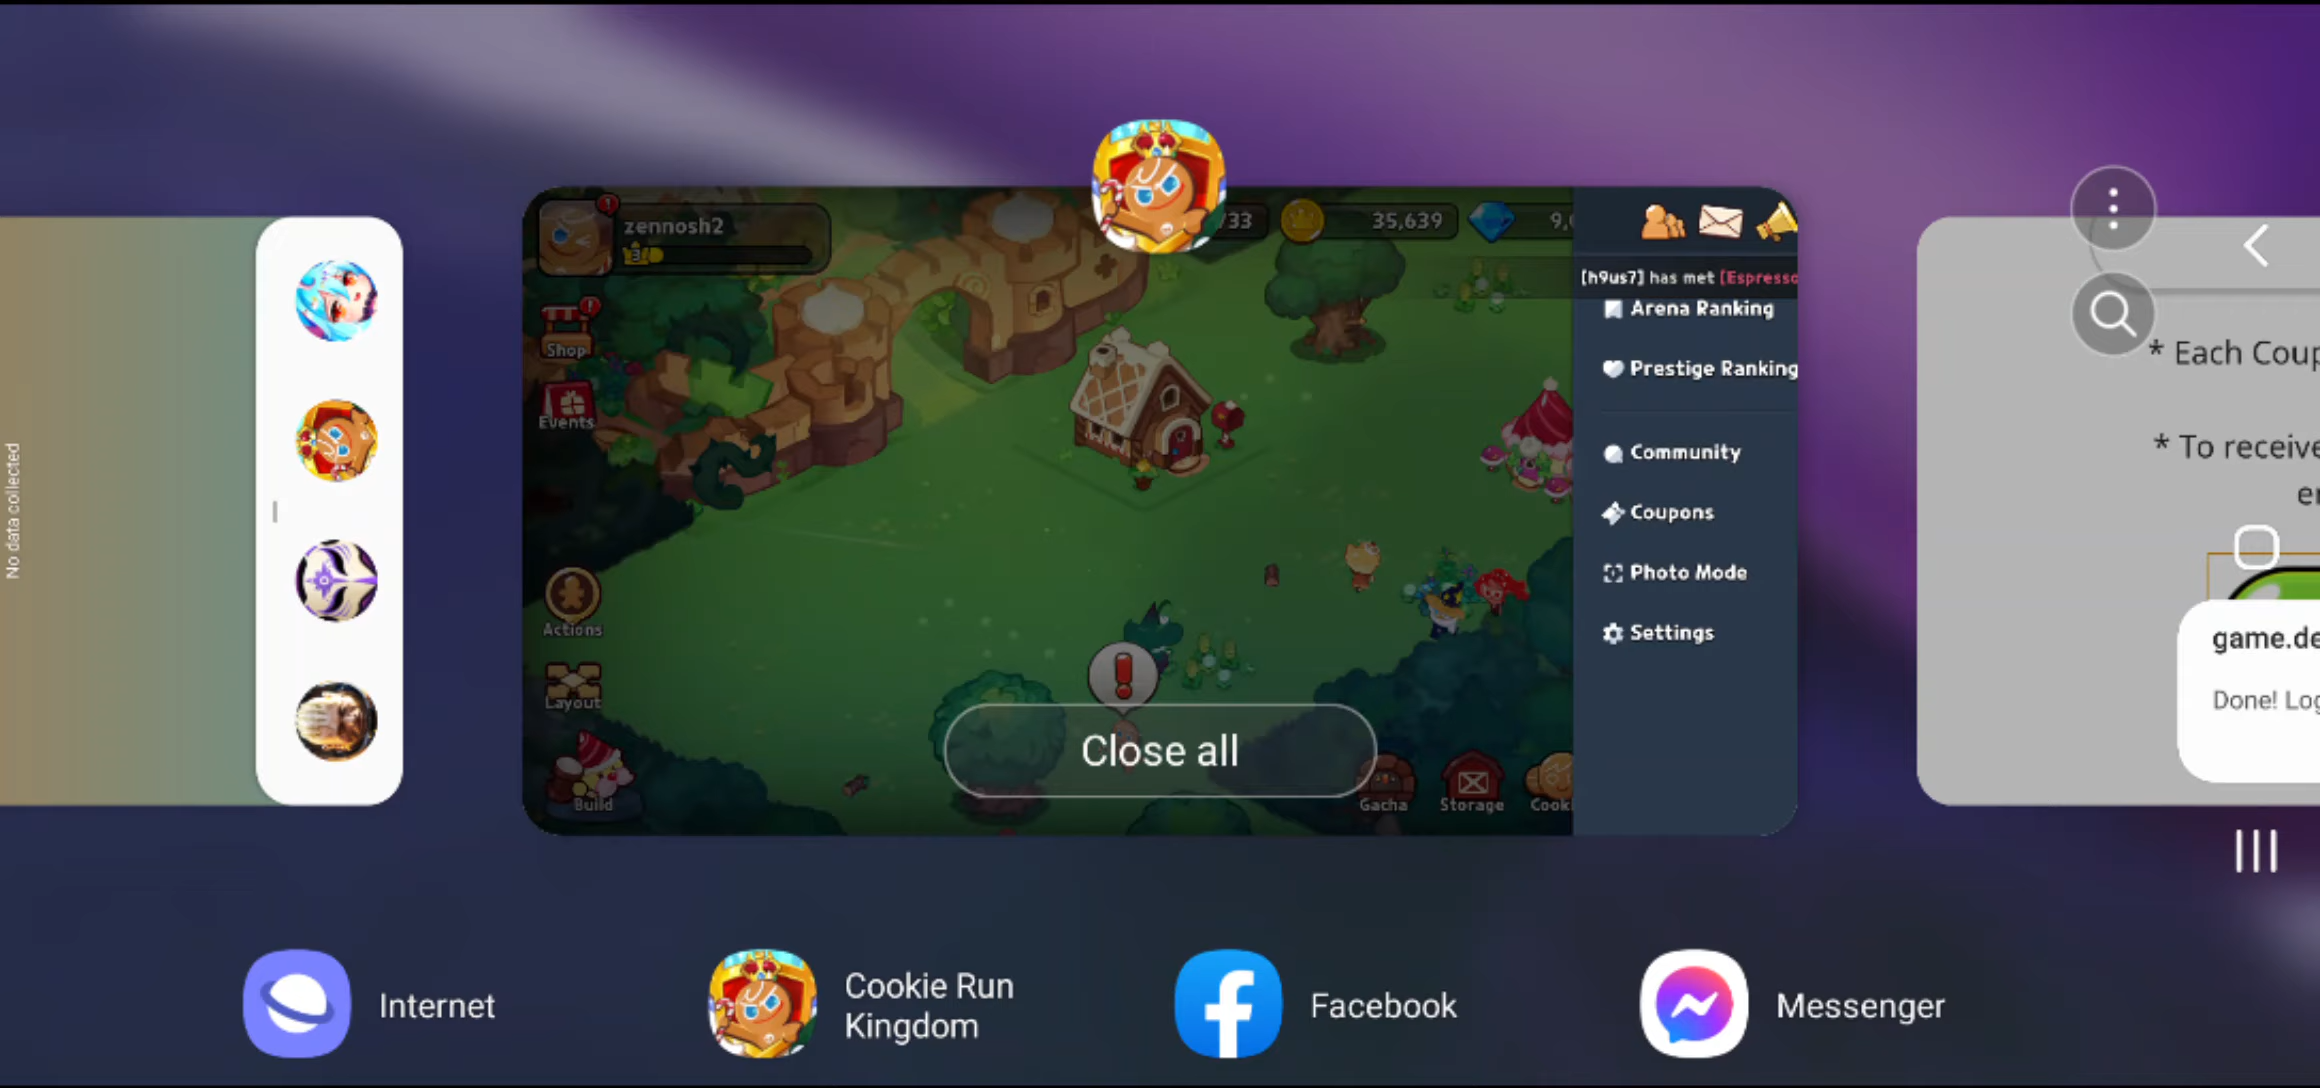 No data collected
zennosh2
3
Shop
Events
Actions
Layout
Build
733
35,639
[h9us7] has met [Espresso
Arena Ranking
Prestige Ranking
Community
Coupons
Photo Mode
Settings
Close all
Gacha
Storage
* Each Coup
* To receive
game.de
Done! Log
Internet
Cookie Run
Kingdom
Facebook
Messenger